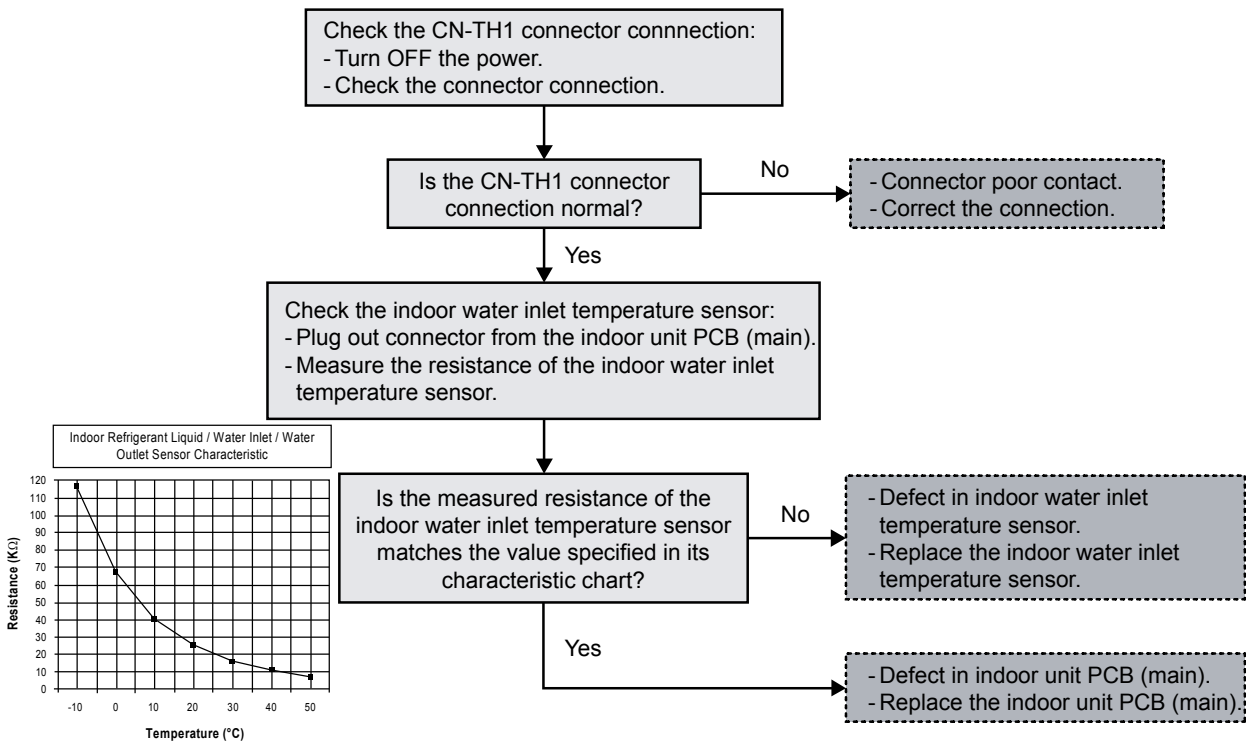 Check the CN-TH1 connector connnection:
- Turn OFF the power.
- Check the connector connection.
Is the CN-TH1 connector
connection normal?
No
- Connector poor contact.
- Correct the connection.
Yes
Check the indoor water inlet temperature sensor:
- Plug out connector from the indoor unit PCB (main).
- Measure the resistance of the indoor water inlet
temperature sensor.
Indoor Refrigerant Liquid / Water Inlet / Water
Outlet Sensor Characteristic
120
110
100
90
80
70
60
50
40
30
20
10
0
Resistance (KΩ)
-10 0 10 20 30 40 50
Temperature (°C)
Is the measured resistance of the
indoor water inlet temperature sensor
matches the value specified in its
characteristic chart?
No
- Defect in indoor water inlet
temperature sensor.
- Replace the indoor water inlet
temperature sensor.
Yes
- Defect in indoor unit PCB (main).
- Replace the indoor unit PCB (main).